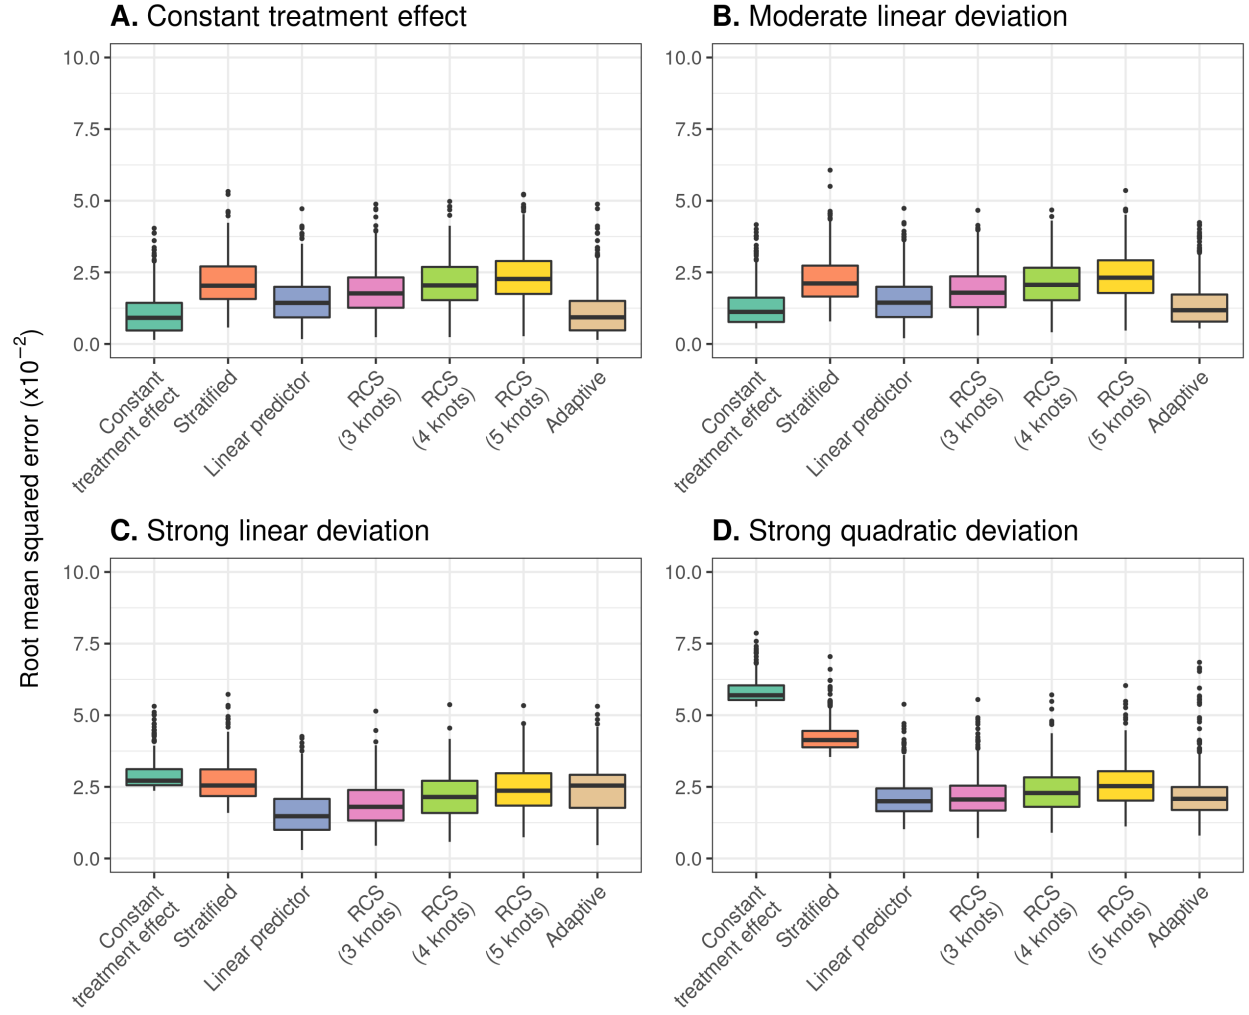 A. Constant treatment effect
10.0
7.5
5.0
2.5
0.0
Constant
treatment effect
Stratified
Linear predictor
RCS
(3 knots)
RCS
(4 knots)
RCS
(5 knots)
Adaptive
B. Moderate linear deviation
10.0
7.5
5.0
2.5
0.0
Constant
treatment effect
Stratified
Linear predictor
RCS
(3 knots)
RCS
(4 knots)
RCS
(5 knots)
Adaptive
Root mean squared error (x10⁻²)
C. Strong linear deviation
10.0
7.5
5.0
2.5
0.0
Constant
treatment effect
Stratified
Linear predictor
RCS
(3 knots)
RCS
(4 knots)
RCS
(5 knots)
Adaptive
D. Strong quadratic deviation
10.0
7.5
5.0
2.5
0.0
Constant
treatment effect
Stratified
Linear predictor
RCS
(3 knots)
RCS
(4 knots)
RCS
(5 knots)
Adaptive